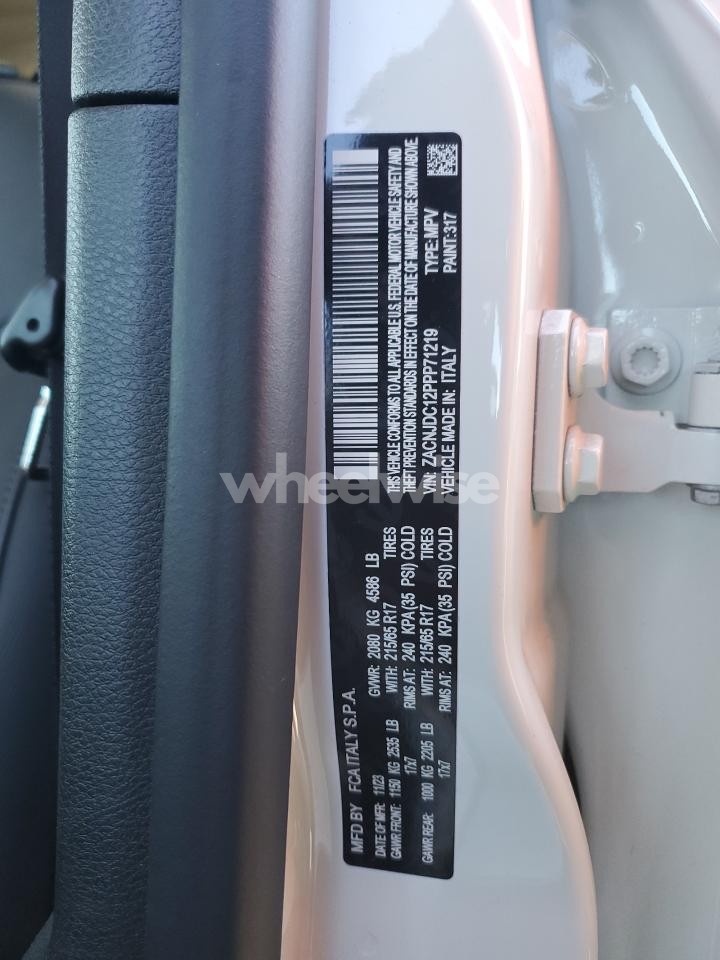 MFD BY FCA ITALY S.P.A.
DATE OF MFR: 11/23
GVWR: 2080 KG 4586 LB
GAWR FRONT: 1150 KG 2535 LB
WITH: 215/65 R17 TIRES
17x7
RIMS AT: 240 KPA(35 PSI) COLD
GAWR REAR: 1000 KG 2205 LB
WITH: 215/65 R17 TIRES
17x7
RIMS AT: 240 KPA(35 PSI) COLD
THIS VEHICLE CONFORMS TO ALL APPLICABLE U.S. FEDERAL MOTOR VEHICLE SAFETY AND
THEFT PREVENTION STANDARDS IN EFFECT ON THE DATE OF MANUFACTURE SHOWN ABOVE.
VIN: ZACNJDC12PPP71219
TYPE:MPV
VEHICLE MADE IN: ITALY
PAINT:317
wheelwise